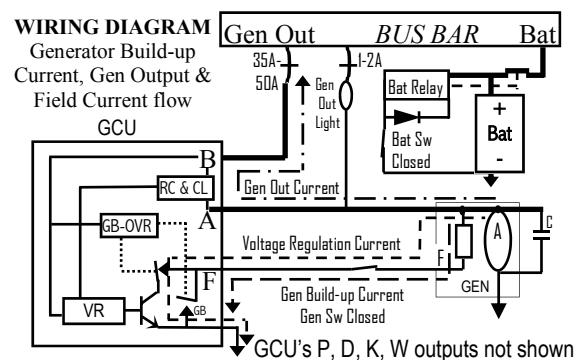 WIRING DIAGRAM
Generator Build-up
Current, Gen Output &
Field Current flow
Gen Out BUS BAR Bat
35A-
50A
1-2A
Gen
Out
Light
Bat Relay
Bat Sw
Closed
+
Bat
-
GCU
B
RC & CL
A
Gen Out Current
GB-OVR
Voltage Regulation Current
F
F
A
C
GEN
VR
GB
Gen Build-up Current
Gen Sw Closed
GCU's P, D, K, W outputs not shown